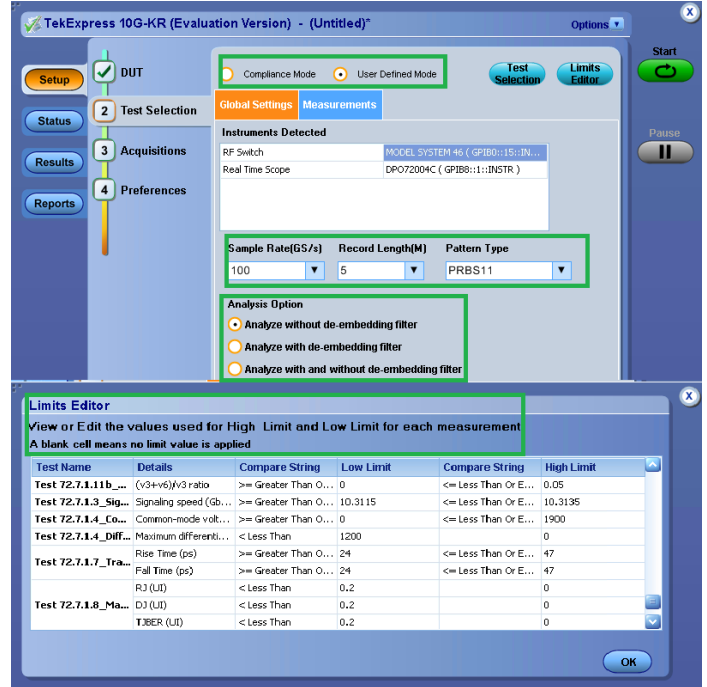 TekExpress 10G-KR (Evaluation Version) - (Untitled)*
Options
X
Start
Setup
Status
Results
Reports
DUT
2 Test Selection
3 Acquisitions
4 Preferences
Compliance Mode User Defined Mode
Test Selection
Limits Editor
Pause
Global Settings Measurements
Instruments Detected
RF Switch MODEL SYSTEM 46 ( GPIB0::15::IN...
Real Time Scope DPO72004C ( GPIB8::1::INSTR )
Sample Rate(GS/s) Record Length(M) Pattern Type
100 5 PRBS11
Analysis Option
Analyze without de-embedding filter
Analyze with de-embedding filter
Analyze with and without de-embedding filter
X
Limits Editor
View or Edit the values used for High Limit and Low Limit for each measurement
A blank cell means no limit value is applied
Test Name Details Compare String Low Limit Compare String High Limit
Test 72.7.1.11b_... (v3+v6)/v3 ratio >= Greater Than O... 0 <= Less Than Or E... 0.05
Test 72.7.1.3_Sig... Signaling speed (Gb... >= Greater Than O... 10.3115 <= Less Than Or E... 10.3135
Test 72.7.1.4_Co... Common-mode volt... >= Greater Than O... 0 <= Less Than Or E... 1900
Test 72.7.1.4_Diff... Maximum differenti... < Less Than 1200 0
Test 72.7.1.7_Tra... Rise Time (ps) >= Greater Than O... 24 <= Less Than Or E... 47
Fall Time (ps) >= Greater Than O... 24 <= Less Than Or E... 47
RJ (UI) < Less Than 0.2 0
Test 72.7.1.8_Ma... DJ (UI) < Less Than 0.2 0
TJBER (UI) < Less Than 0.2 0
OK